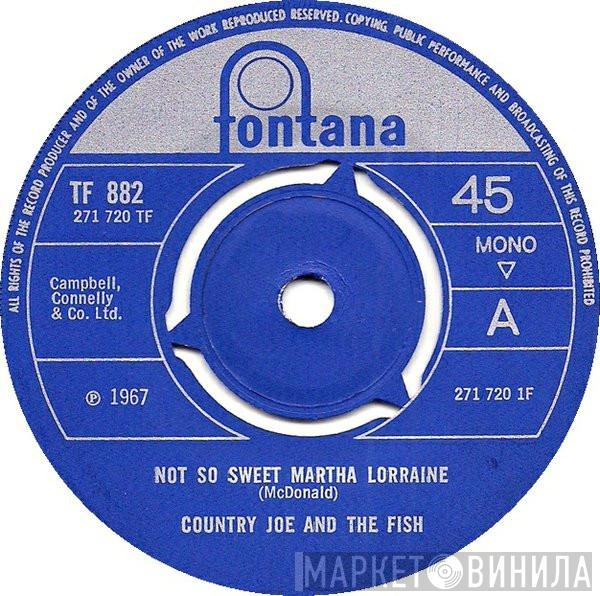 ALL RIGHTS OF THE RECORD PRODUCER AND OF THE OWNER OF THE WORK REPRODUCED RESERVED. COPYING, PUBLIC PERFORMANCE AND BROADCASTING OF THIS RECORD PROHIBITED
fontana
TF 882
271 720 TF
45
MONO
A
Campbell,
Connelly
& Co. Ltd.
℗ 1967
271 720 1F
NOT SO SWEET MARTHA LORRAINE
(McDonald)
COUNTRY JOE AND THE FISH
МАРКЕТ ВИНИЛА